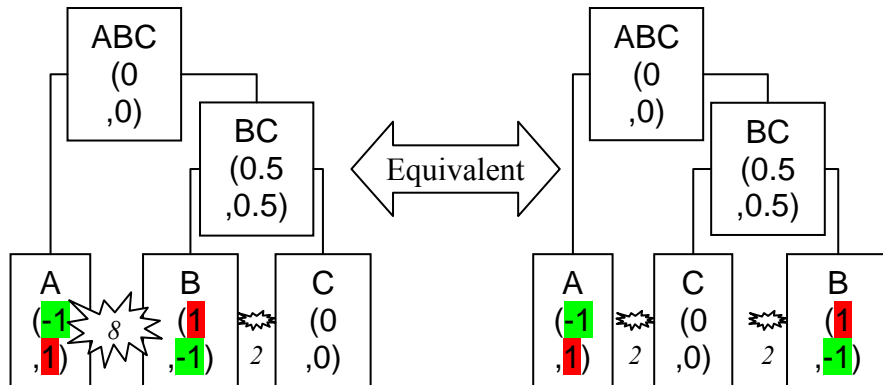 ABC
(0
,0)
BC
(0.5
,0.5)
A
(-1
,1)
8
B
(1
,-1)
2
C
(0
,0)
Equivalent
ABC
(0
,0)
BC
(0.5
,0.5)
A
(-1
,1)
2
C
(0
,0)
2
B
(1
,-1)